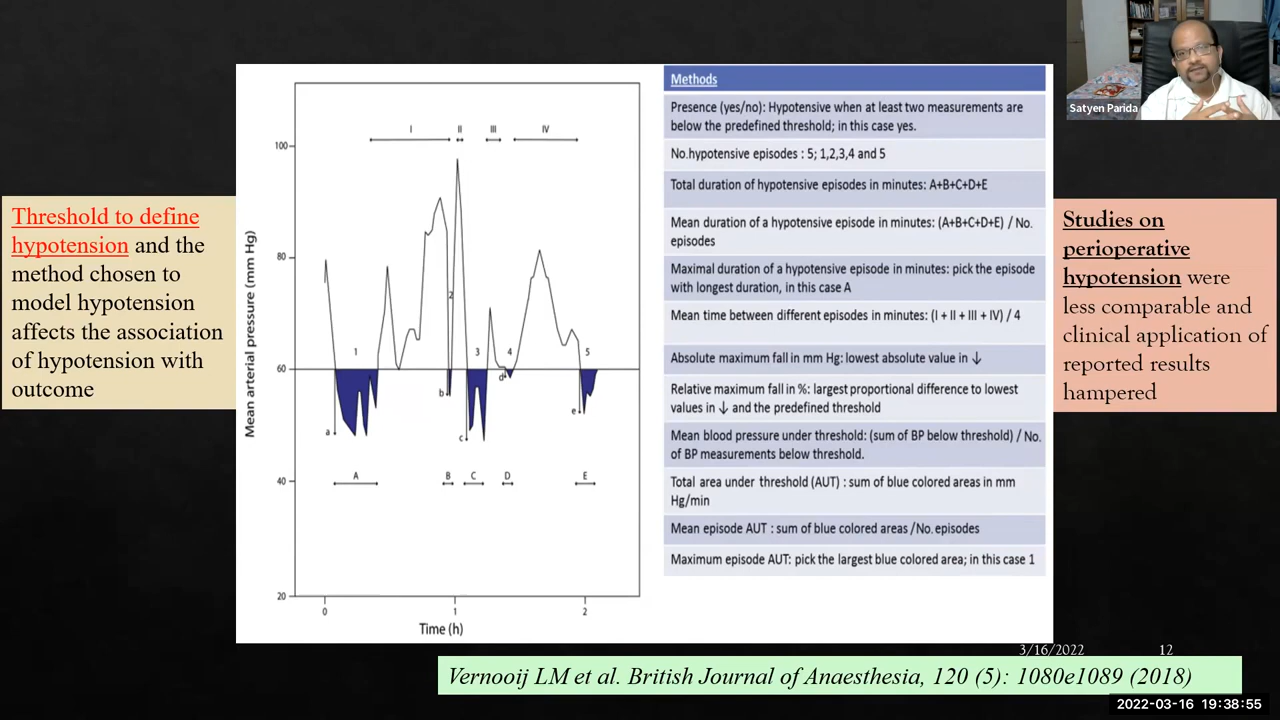 Satyen Parida
Threshold to define
hypotension and the
method chosen to
model hypotension
affects the association
of hypotension with
outcome
I II III IV
100
80
60
40
20
Mean arterial pressure (mm Hg)
1
2
3
4
5
a
b
c
d
e
A B C D E
0 1 2
Time (h)
Methods
Presence (yes/no): Hypotensive when at least two measurements are
below the predefined threshold; in this case yes.
No.hypotensive episodes : 5; 1,2,3,4 and 5
Total duration of hypotensive episodes in minutes: A+B+C+D+E
Mean duration of a hypotensive episode in minutes: (A+B+C+D+E) / No.
episodes
Maximal duration of a hypotensive episode in minutes: pick the episode
with longest duration, in this case A
Mean time between different episodes in minutes: (I + II + III + IV) / 4
Absolute maximum fall in mm Hg: lowest absolute value in ↓
Relative maximum fall in %: largest proportional difference to lowest
values in ↓ and the predefined threshold
Mean blood pressure under threshold: (sum of BP below threshold) / No.
of BP measurements below threshold.
Total area under threshold (AUT) : sum of blue colored areas in mm
Hg/min
Mean episode AUT : sum of blue colored areas /No. episodes
Maximum episode AUT: pick the largest blue colored area; in this case 1
Studies on
perioperative
hypotension were
less comparable and
clinical application of
reported results
hampered
3/16/2022 12
Vernooij LM et al. British Journal of Anaesthesia, 120 (5): 1080e1089 (2018)
2022-03-16 19:38:55